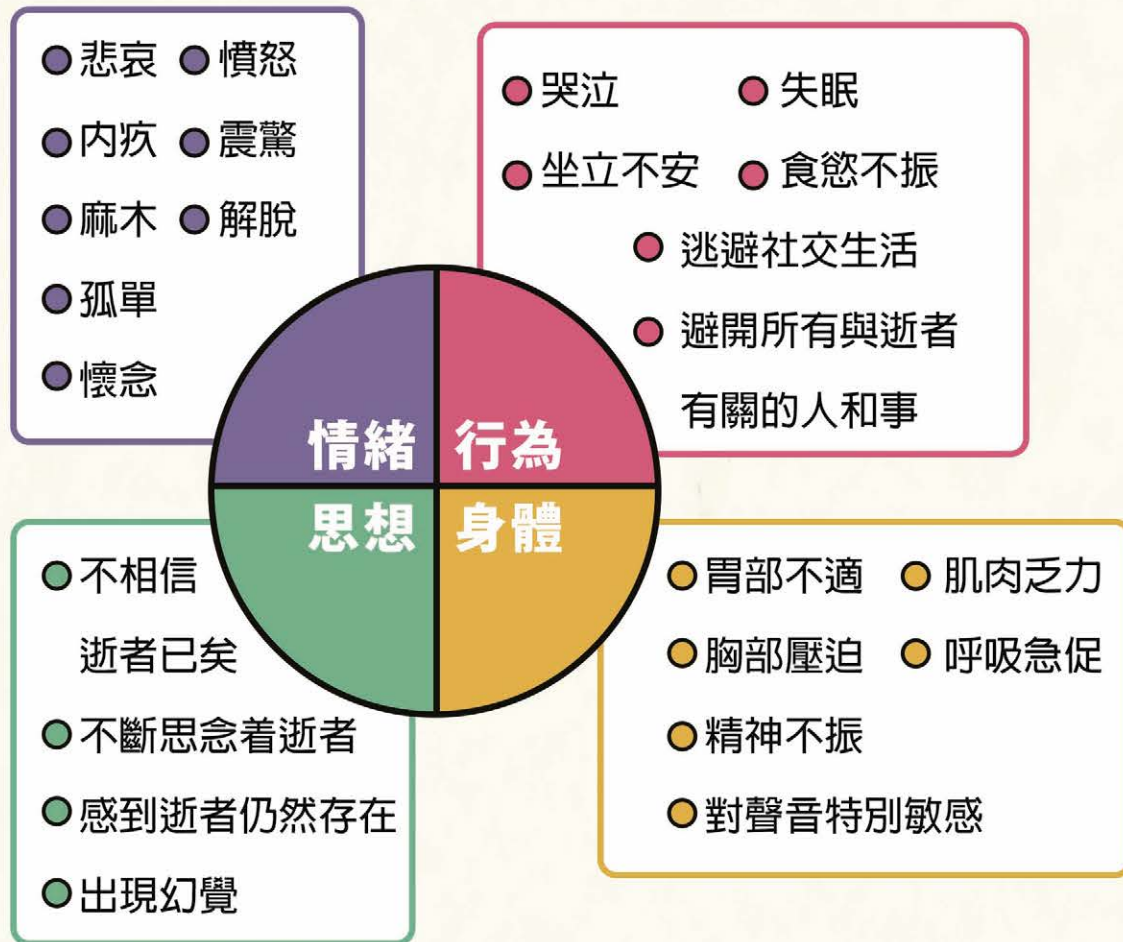 悲哀 憤怒
内疚 震驚
麻木 解脫
孤單
懷念
哭泣 失眠
坐立不安 食慾不振
逃避社交生活
避開所有與逝者
有關的人和事
情緒 行為
思想 身體
不相信
逝者已矣
不斷思念着逝者
感到逝者仍然存在
出現幻覺
胃部不適 肌肉乏力
胸部壓迫 呼吸急促
精神不振
對聲音特別敏感